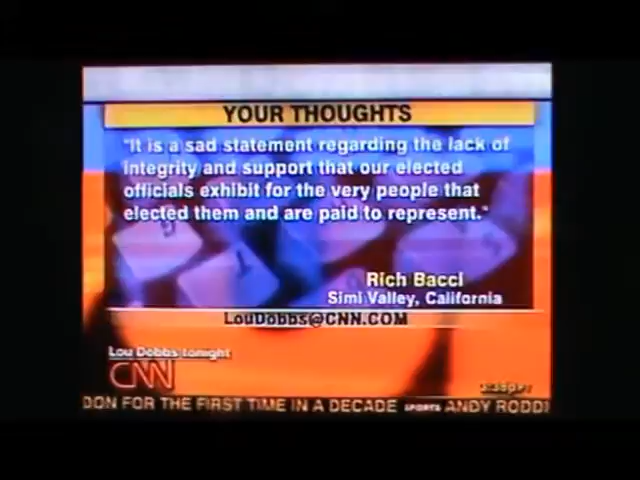 YOUR THOUGHTS
"It is a sad statement regarding the lack of
integrity and support that our elected
officials exhibit for the very people that
elected them and are paid to represent."
Rich Bacci
Simi Valley, California
LouDobbs@CNN.COM
Lou Dobbs tonight
CNN
DON FOR THE FIRST TIME IN A DECADE SPORTS ANDY RODDI